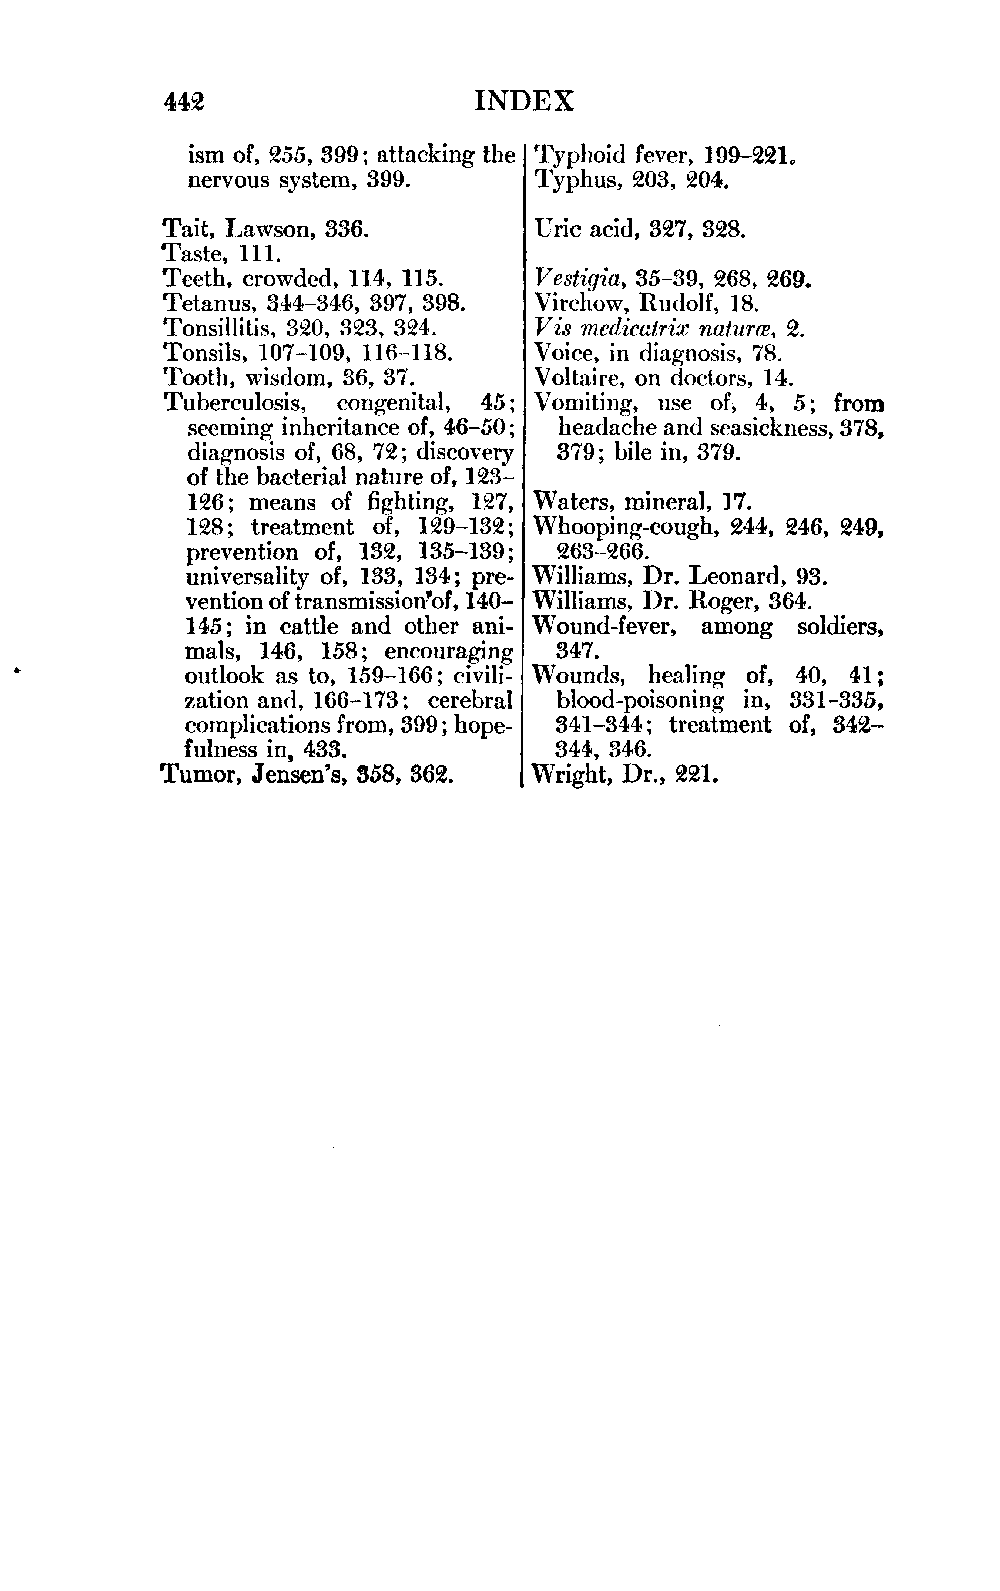 442 INDEX
ism of, 255, 399; attacking the
nervous system, 399.
Tait, Lawson, 336.
Taste, 111.
Teeth, crowded, 114, 115.
Tetanus, 344–346, 397, 398.
Tonsillitis, 320, 323, 324.
Tonsils, 107–109, 116–118.
Tooth, wisdom, 36, 37.
Tuberculosis, congenital, 45;
seeming inheritance of, 46–50;
diagnosis of, 68, 72; discovery
of the bacterial nature of, 123–
126; means of fighting, 127,
128; treatment of, 129–132;
prevention of, 132, 135–139;
universality of, 133, 134; pre-
vention of transmission of, 140–
145; in cattle and other ani-
mals, 146, 158; encouraging
outlook as to, 159–166; civili-
zation and, 166–173; cerebral
complications from, 399; hope-
fulness in, 433.
Tumor, Jensen's, 358, 362.
Typhoid fever, 199–221.
Typhus, 203, 204.
Uric acid, 327, 328.
Vestigia, 35–39, 268, 269.
Virchow, Rudolf, 18.
Vis medicatrix naturæ, 2.
Voice, in diagnosis, 78.
Voltaire, on doctors, 14.
Vomiting, use of, 4, 5; from
headache and seasickness, 378,
379; bile in, 379.
Waters, mineral, 17.
Whooping-cough, 244, 246, 249,
263–266.
Williams, Dr. Leonard, 93.
Williams, Dr. Roger, 364.
Wound-fever, among soldiers,
347.
Wounds, healing of, 40, 41;
blood-poisoning in, 331–335,
341–344; treatment of, 342–
344, 346.
Wright, Dr., 221.